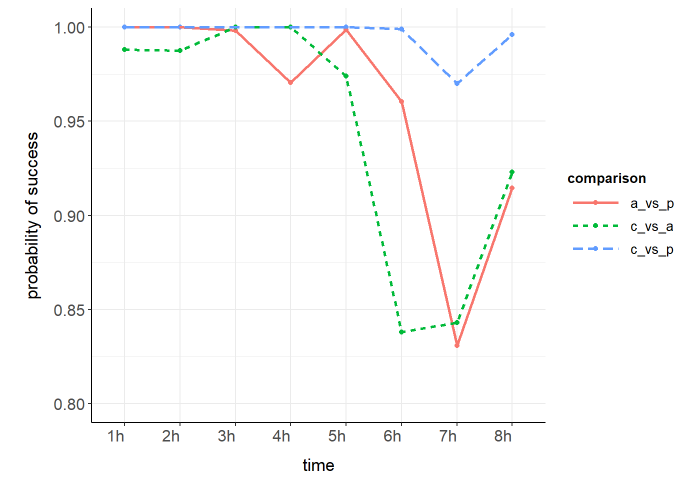 probability of success
1.00
0.95
0.90
0.85
0.80
1h 2h 3h 4h 5h 6h 7h 8h
time
comparison
a_vs_p
c_vs_a
c_vs_p